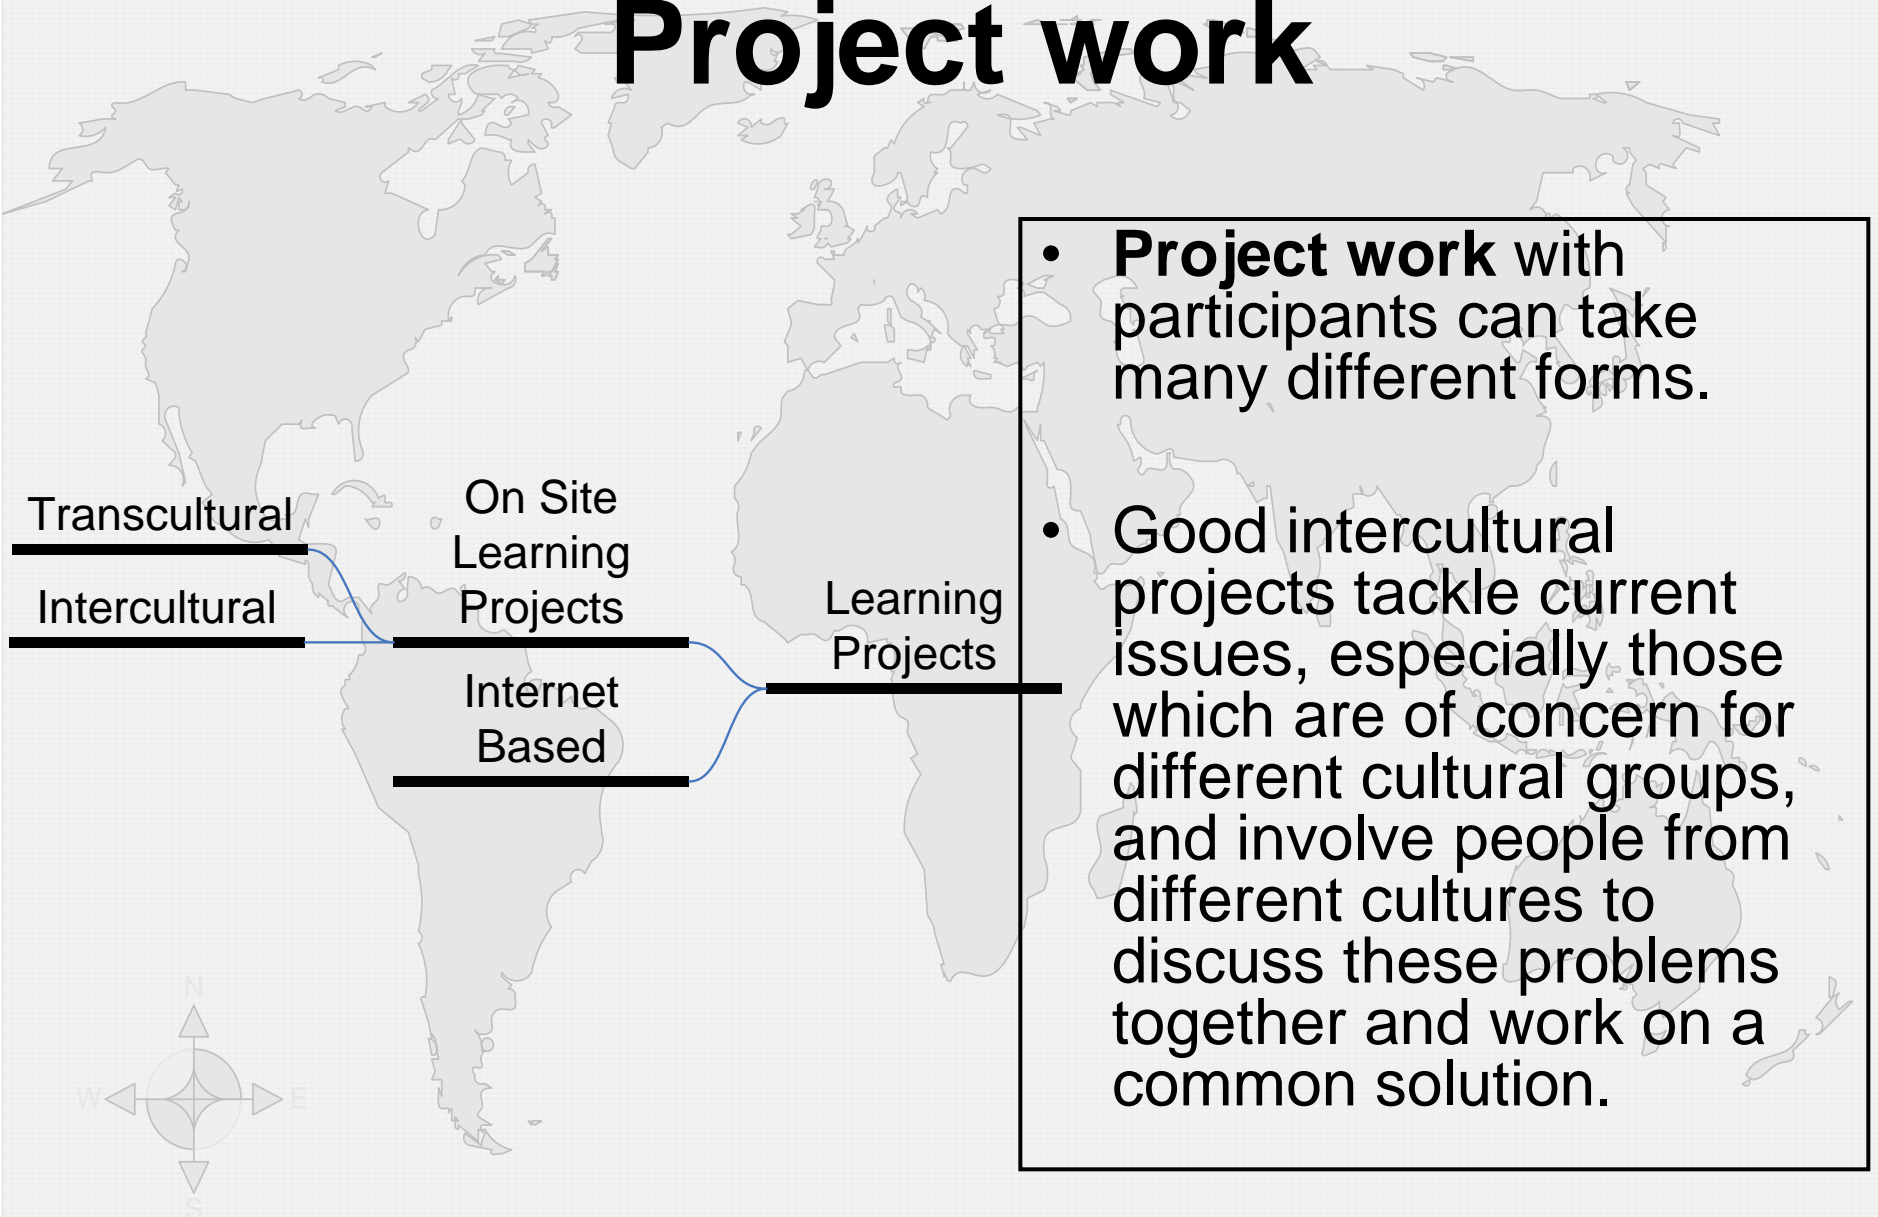 Project work
Transcultural
Intercultural
On Site
Learning
Projects
Internet
Based
Learning
Projects
• Project work with
participants can take
many different forms.
• Good intercultural
projects tackle current
issues, especially those
which are of concern for
different cultural groups,
and involve people from
different cultures to
discuss these problems
together and work on a
common solution.
N
W
E
S